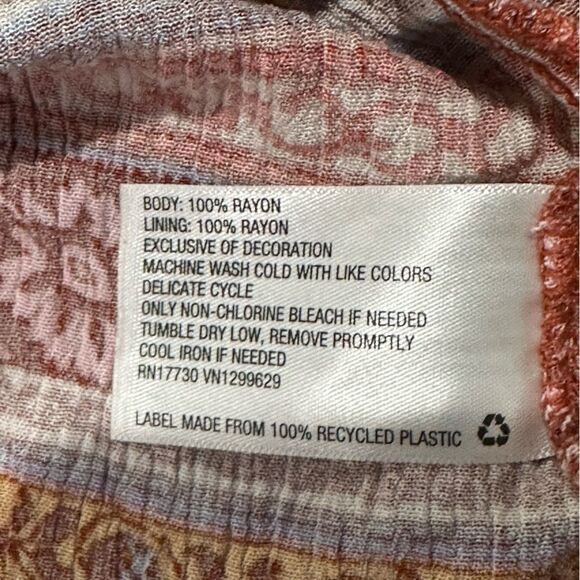 BODY: 100% RAYON
LINING: 100% RAYON
EXCLUSIVE OF DECORATION
MACHINE WASH COLD WITH LIKE COLORS
DELICATE CYCLE
ONLY NON-CHLORINE BLEACH IF NEEDED
TUMBLE DRY LOW, REMOVE PROMPTLY
COOL IRON IF NEEDED
RN17730 VN1299629
LABEL MADE FROM 100% RECYCLED PLASTIC